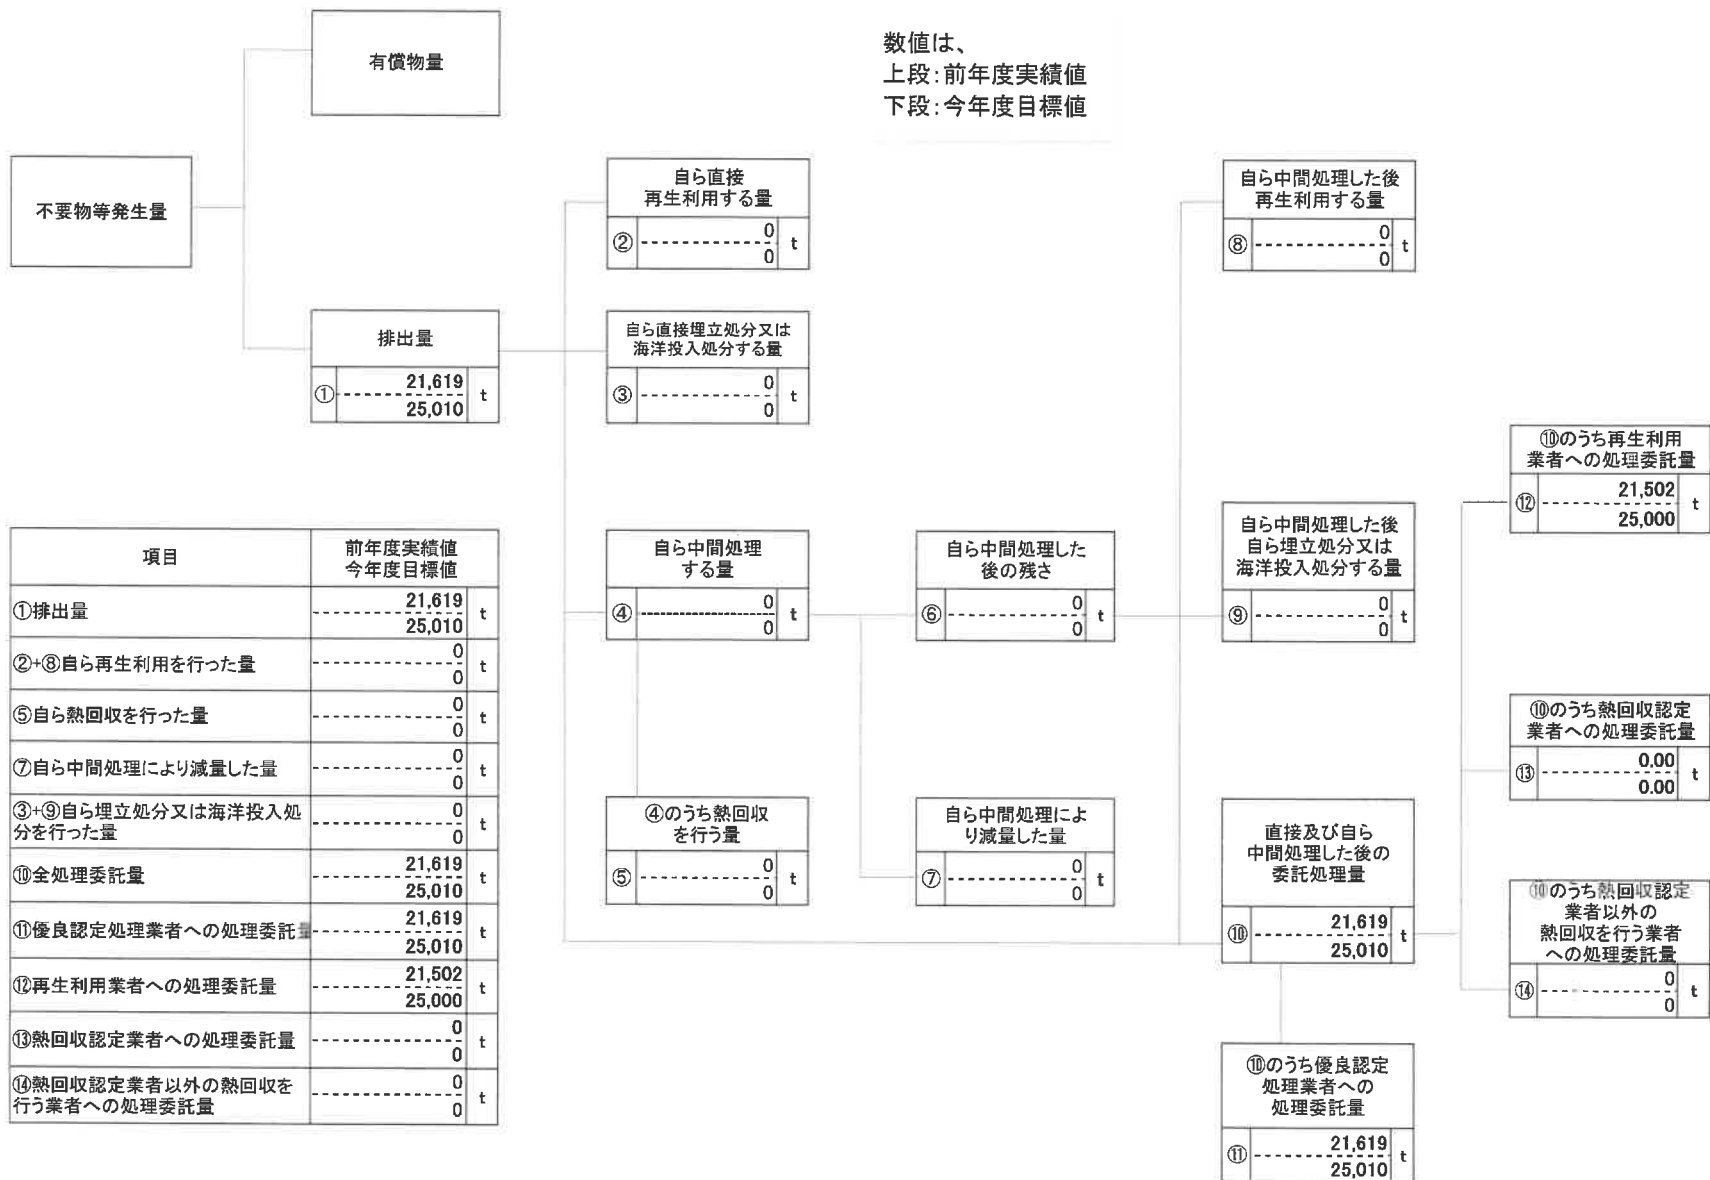 有償物量
数値は、
上段:前年度実績値
下段:今年度目標値
不要物等発生量
自ら直接
再生利用する量
②
0
0
t
自ら中間処理した後
再生利用する量
⑧
0
0
t
排出量
①
21,619
25,010
t
自ら直接埋立処分又は
海洋投入処分する量
③
0
0
t
⑩のうち再生利用
業者への処理委託量
⑫
21,502
25,000
t
自ら中間処理
する量
④
0
0
t
自ら中間処理した
後の残さ
⑥
0
0
t
自ら中間処理した後
自ら埋立処分又は
海洋投入処分する量
⑨
0
0
t
⑩のうち熱回収認定
業者への処理委託量
⑬
0.00
0.00
t
④のうち熱回収
を行う量
⑤
0
0
t
自ら中間処理によ
り減量した量
⑦
0
0
t
直接及び自ら
中間処理した後の
委託処理量
⑩
21,619
25,010
t
⑩のうち熱回収認定
業者以外の
熱回収を行う業者
への処理委託量
⑭
0
0
t
⑩のうち優良認定
処理業者への
処理委託量
⑪
21,619
25,010
t
項目
前年度実績値
今年度目標値
①排出量
21,619
25,010
t
②+⑧自ら再生利用を行った量
0
0
t
⑤自ら熱回収を行った量
0
0
t
⑦自ら中間処理により減量した量
0
0
t
③+⑨自ら埋立処分又は海洋投入処
分を行った量
0
0
t
⑩全処理委託量
21,619
25,010
t
⑪優良認定処理業者への処理委託量
21,619
25,010
t
⑫再生利用業者への処理委託量
21,502
25,000
t
⑬熱回収認定業者への処理委託量
0
0
t
⑭熱回収認定業者以外の熱回収を
行う業者への処理委託量
0
0
t